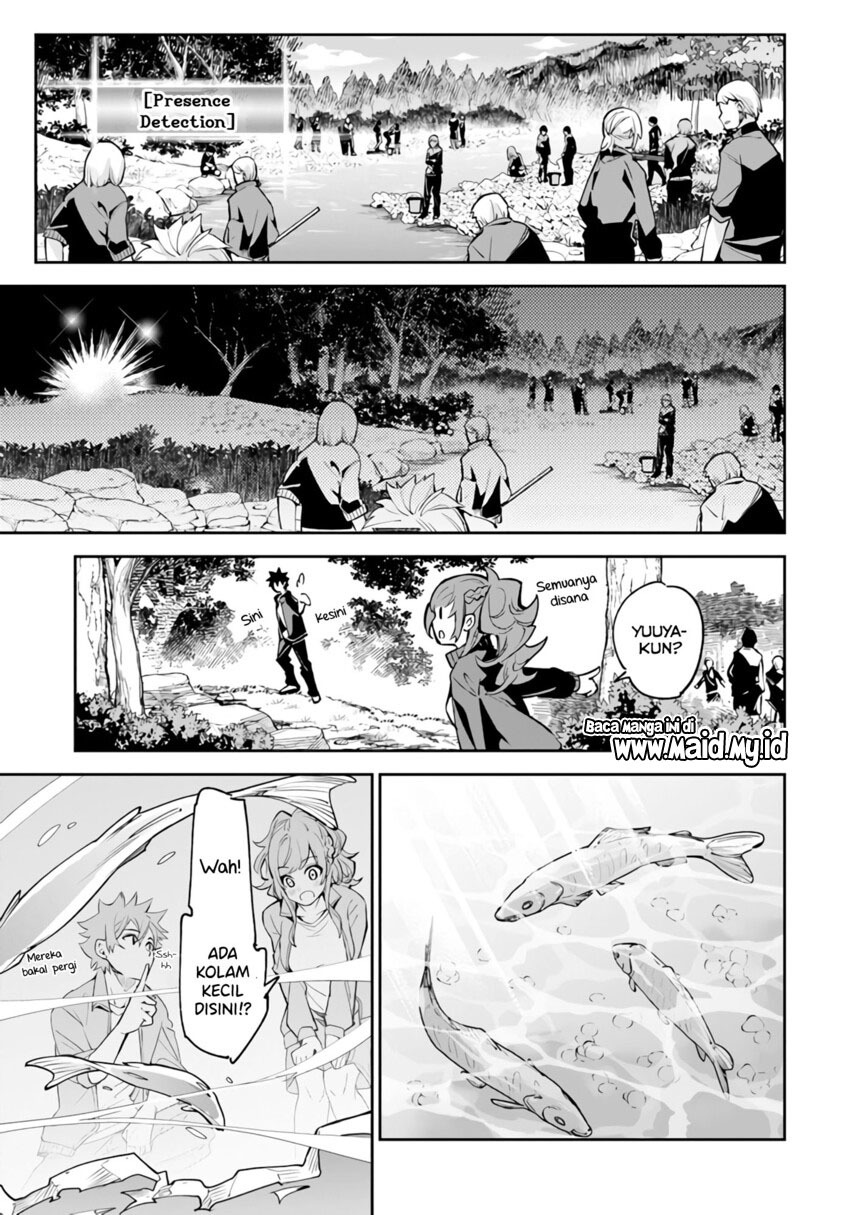 [Presence
Detection]
Semuanya
disana
YUUYA-
KUN?
Sini
kesini
Baca Manga ini di
www.Maid.My.id
Wah!
ADA
KOLAM
KECIL
DISINI!?
Ssh-
hh
Mereka
bakal pergi